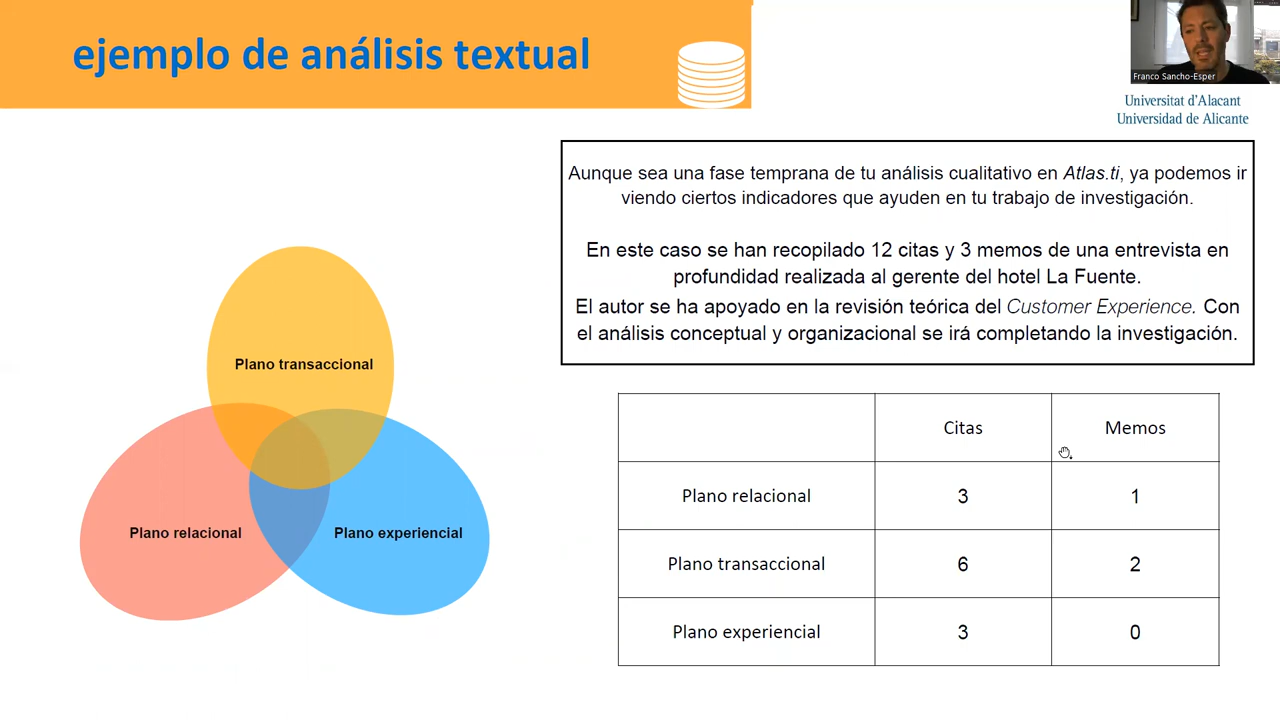 ejemplo de análisis textual
Franco Sancho-Esper
Universitat d'Alacant
Universidad de Alicante
Aunque sea una fase temprana de tu análisis cualitativo en Atlas.ti, ya podemos ir
viendo ciertos indicadores que ayuden en tu trabajo de investigación.
En este caso se han recopilado 12 citas y 3 memos de una entrevista en
profundidad realizada al gerente del hotel La Fuente.
El autor se ha apoyado en la revisión teórica del Customer Experience. Con
el análisis conceptual y organizacional se irá completando la investigación.
Plano transaccional
Plano relacional
Plano experiencial
Citas Memos
Plano relacional 3 1
Plano transaccional 6 2
Plano experiencial 3 0